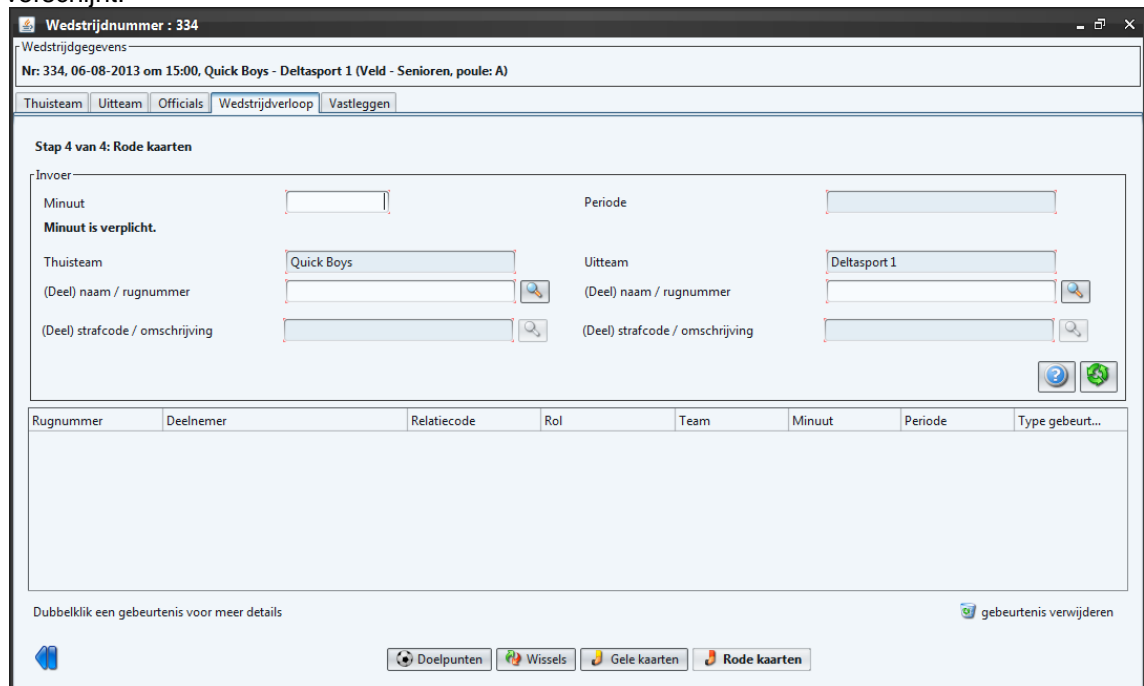 verschijnt.
Wedstrijdnummer : 334
Wedstrijdgegevens
Nr: 334, 06-08-2013 om 15:00, Quick Boys - Deltasport 1 (Veld - Senioren, poule: A)
Thuisteam Uitteam Officials Wedstrijdverloop Vastleggen
Stap 4 van 4: Rode kaarten
Invoer
Minuut Periode
Minuut is verplicht.
Thuisteam Quick Boys Uitteam Deltasport 1
(Deel) naam / rugnummer (Deel) naam / rugnummer
(Deel) strafcode / omschrijving (Deel) strafcode / omschrijving
Rugnummer Deelnemer Relatiecode Rol Team Minuut Periode Type gebeurt...
Dubbelklik een gebeurtenis voor meer details gebeurtenis verwijderen
Doelpunten Wissels Gele kaarten Rode kaarten